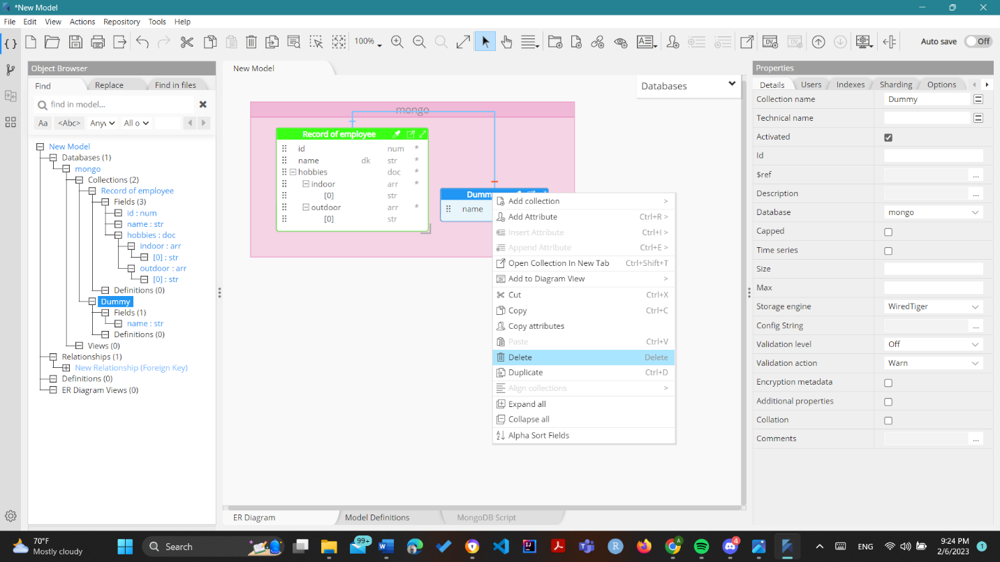 *New Model
File Edit View Actions Repository Tools Help
100%
Auto save Off
Object Browser
Find Replace Find in files
find in model...
Aa <Abc> Any All o
New Model
Databases (1)
mongo
Collections (2)
Record of employee
Fields (3)
id : num
name : str
hobbies : doc
indoor : arr
[0] : str
outdoor : arr
[0] : str
Definitions (0)
Dummy
Fields (1)
name : str
Definitions (0)
Views (0)
Relationships (1)
New Relationship (Foreign Key)
Definitions (0)
ER Diagram Views (0)
New Model
Databases
mongo
Record of employee
id num *
name dk str *
hobbies doc *
indoor arr *
[0] str
outdoor arr *
[0] str
Dummy
name
Add collection >
Add Attribute Ctrl+R >
Insert Attribute Ctrl+I >
Append Attribute Ctrl+E >
Open Collection In New Tab Ctrl+Shift+T
Add to Diagram View >
Cut Ctrl+X
Copy Ctrl+C
Copy attributes
Paste Ctrl+V
Delete Delete
Duplicate Ctrl+D
Align collections >
Expand all
Collapse all
Alpha Sort Fields
ER Diagram Model Definitions MongoDB Script
Properties
Details Users Indexes Sharding Options
Collection name Dummy
Technical name
Activated
Id
$ref ...
Description ...
Database mongo
Capped
Time series
Size
Max
Storage engine WiredTiger
Config String ...
Validation level Off
Validation action Warn
Encryption metadata
Additional properties
Collation
Comments ...
70°F
Mostly cloudy
Search
99+
4
A
ENG
9:24 PM
2/6/2023
1